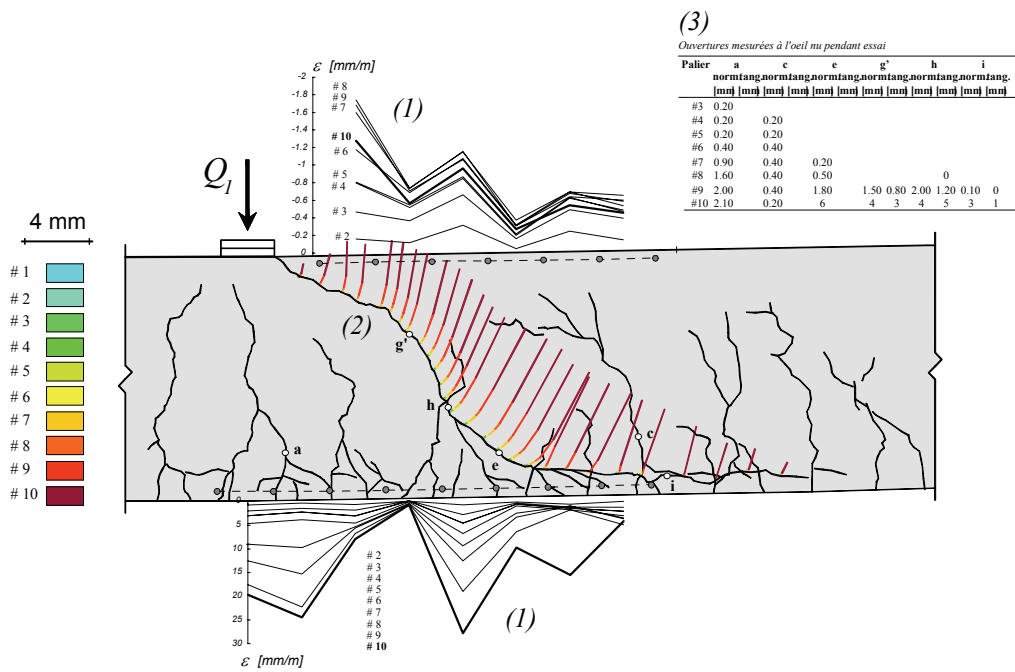 (3)
Ouvertures mesurées à l'oeil nu pendant essai
Palier a c e g' h i
norm. tang. norm. tang. norm. tang. norm. tang. norm. tang. norm. tang.
[mm] [mm] [mm] [mm] [mm] [mm] [mm] [mm] [mm] [mm] [mm] [mm]
#3 0.20
#4 0.20 0.20
#5 0.20 0.20
#6 0.40 0.40
#7 0.90 0.40 0.20
#8 1.60 0.40 0.50 0
#9 2.00 0.40 1.80 1.50 0.80 2.00 1.20 0.10 0
#10 2.10 0.20 6 4 3 4 5 3 1
ε [mm/m]
-2
-1.8
-1.6
-1.4
-1.2
-1
-0.8
-0.6
-0.4
-0.2
0
# 8
# 9
# 7
# 10
# 6
# 5
# 4
# 3
# 2
(1)
Q1
4 mm
# 1
# 2
# 3
# 4
# 5
# 6
# 7
# 8
# 9
# 10
(2)
g'
h
a
e
c
i
0
5
10
15
20
25
30
ε [mm/m]
# 2
# 3
# 4
# 5
# 6
# 7
# 8
# 9
# 10
(1)